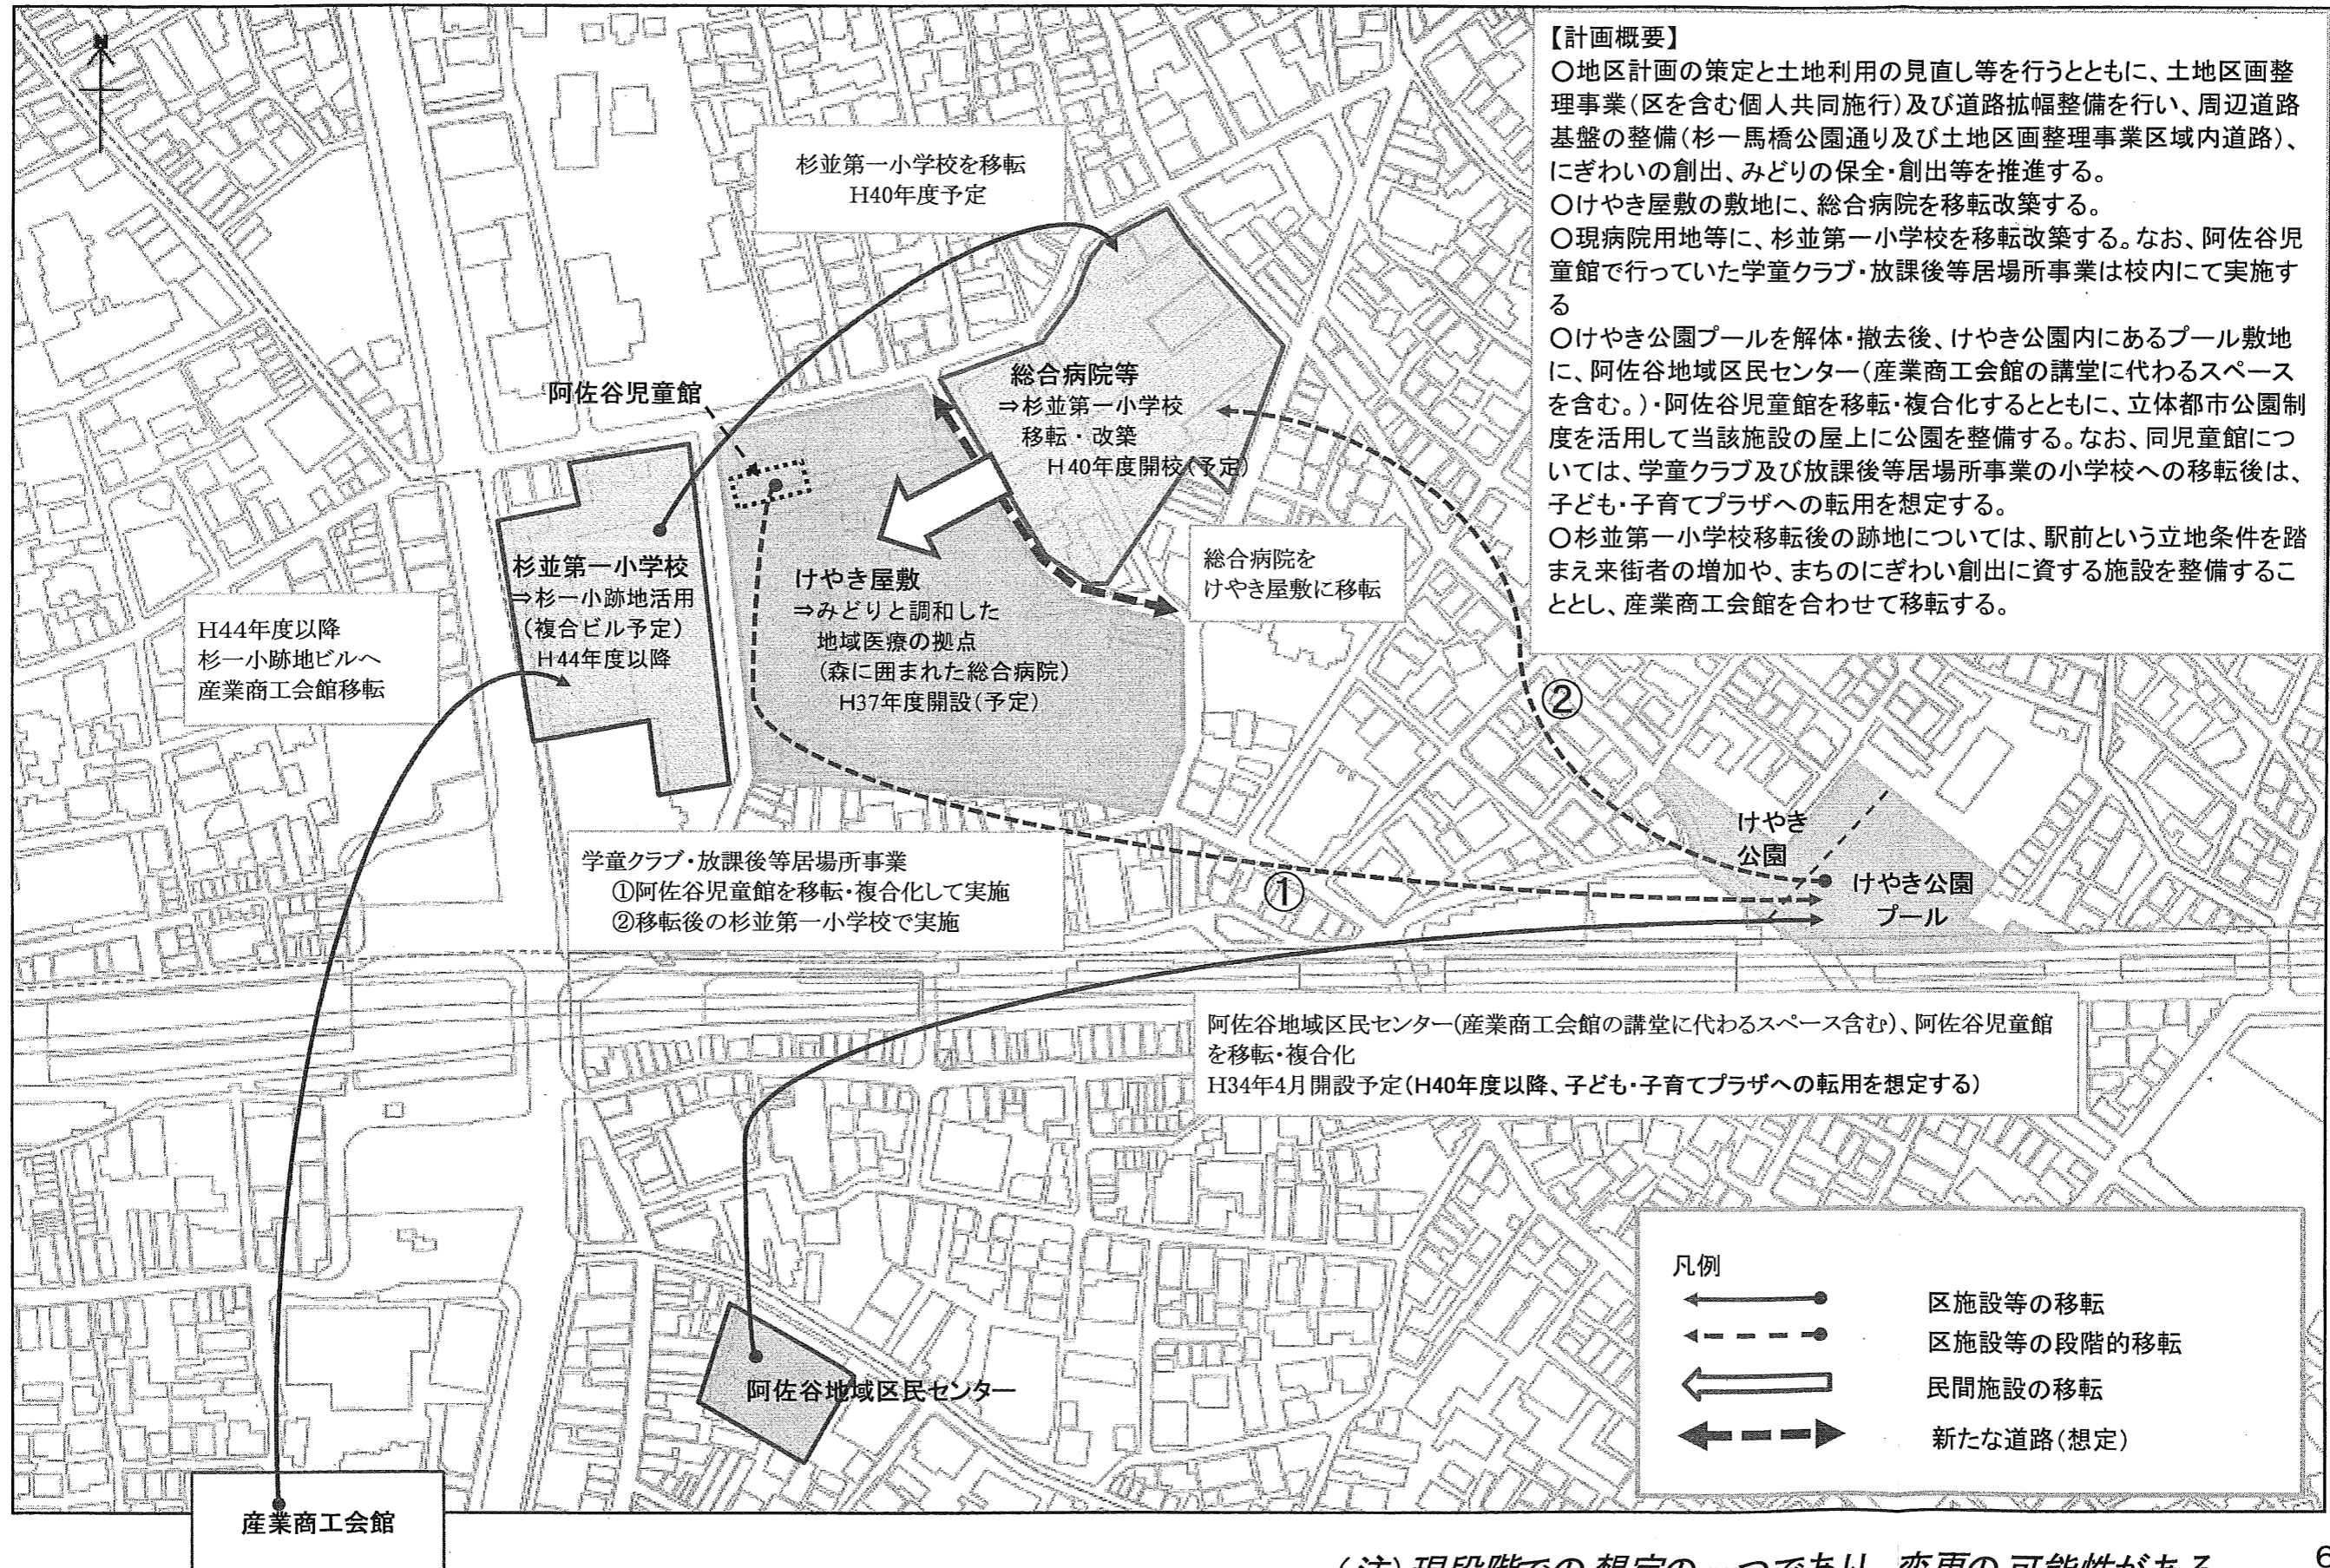 【計画概要】
○地区計画の策定と土地利用の見直し等を行うとともに、土地区画整
理事業(区を含む個人共同施行)及び道路拡幅整備を行い、周辺道路
基盤の整備(杉一馬橋公園通り及び土地区画整理事業区域内道路)、
にぎわいの創出、みどりの保全・創出等を推進する。
○けやき屋敷の敷地に、総合病院を移転改築する。
○現病院用地等に、杉並第一小学校を移転改築する。なお、阿佐谷児
童館で行っていた学童クラブ・放課後等居場所事業は校内にて実施す
る
○けやき公園プールを解体・撤去後、けやき公園内にあるプール敷地
に、阿佐谷地域区民センター(産業商工会館の講堂に代わるスペース
を含む。)・阿佐谷児童館を移転・複合化するとともに、立体都市公園制
度を活用して当該施設の屋上に公園を整備する。なお、同児童館につ
いては、学童クラブ及び放課後等居場所事業の小学校への移転後は、
子ども・子育てプラザへの転用を想定する。
○杉並第一小学校移転後の跡地については、駅前という立地条件を踏
まえ来街者の増加や、まちのにぎわい創出に資する施設を整備するこ
ととし、産業商工会館を合わせて移転する。
杉並第一小学校を移転
H40年度予定
阿佐谷児童館
総合病院等
⇒杉並第一小学校
移転・改築
H40年度開校(予定)
杉並第一小学校
⇒杉一小跡地活用
(複合ビル予定)
H44年度以降
けやき屋敷
⇒みどりと調和した
地域医療の拠点
(森に囲まれた総合病院)
H37年度開設(予定)
総合病院を
けやき屋敷に移転
H44年度以降
杉一小跡地ビルへ
産業商工会館移転
②
けやき
公園
けやき公園
プール
①
学童クラブ・放課後等居場所事業
①阿佐谷児童館を移転・複合化して実施
②移転後の杉並第一小学校で実施
阿佐谷地域区民センター(産業商工会館の講堂に代わるスペース含む)、阿佐谷児童館
を移転・複合化
H34年4月開設予定(H40年度以降、子ども・子育てプラザへの転用を想定する)
阿佐谷地域区民センター
産業商工会館
凡例
区施設等の移転
区施設等の段階的移転
民間施設の移転
新たな道路(想定)
(注)現段階での想定の一つであり、変更の可能性がある
6